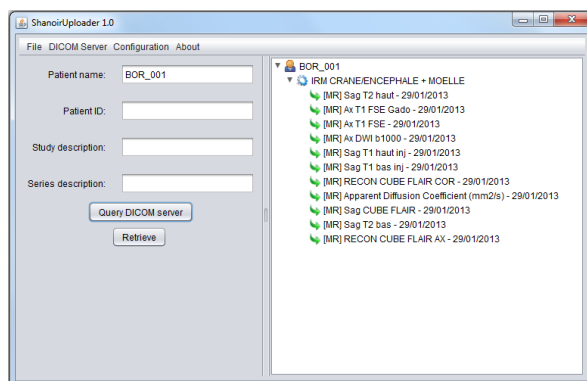 ShanoirUploader 1.0
File DICOM Server Configuration About
Patient name:
BOR_001
Patient ID:
Study description:
Series description:
Query DICOM server
Retrieve
BOR_001
IRM CRANE/ENCEPHALE + MOELLE
[MR] Sag T2 haut - 29/01/2013
[MR] Ax T1 FSE Gado - 29/01/2013
[MR] Ax T1 FSE - 29/01/2013
[MR] Ax DWI b1000 - 29/01/2013
[MR] Sag T1 haut inj - 29/01/2013
[MR] Sag T1 bas inj - 29/01/2013
[MR] RECON CUBE FLAIR COR - 29/01/2013
[MR] Apparent Diffusion Coefficient (mm2/s) - 29/01/2013
[MR] Sag CUBE FLAIR - 29/01/2013
[MR] Sag T2 bas - 29/01/2013
[MR] RECON CUBE FLAIR AX - 29/01/2013